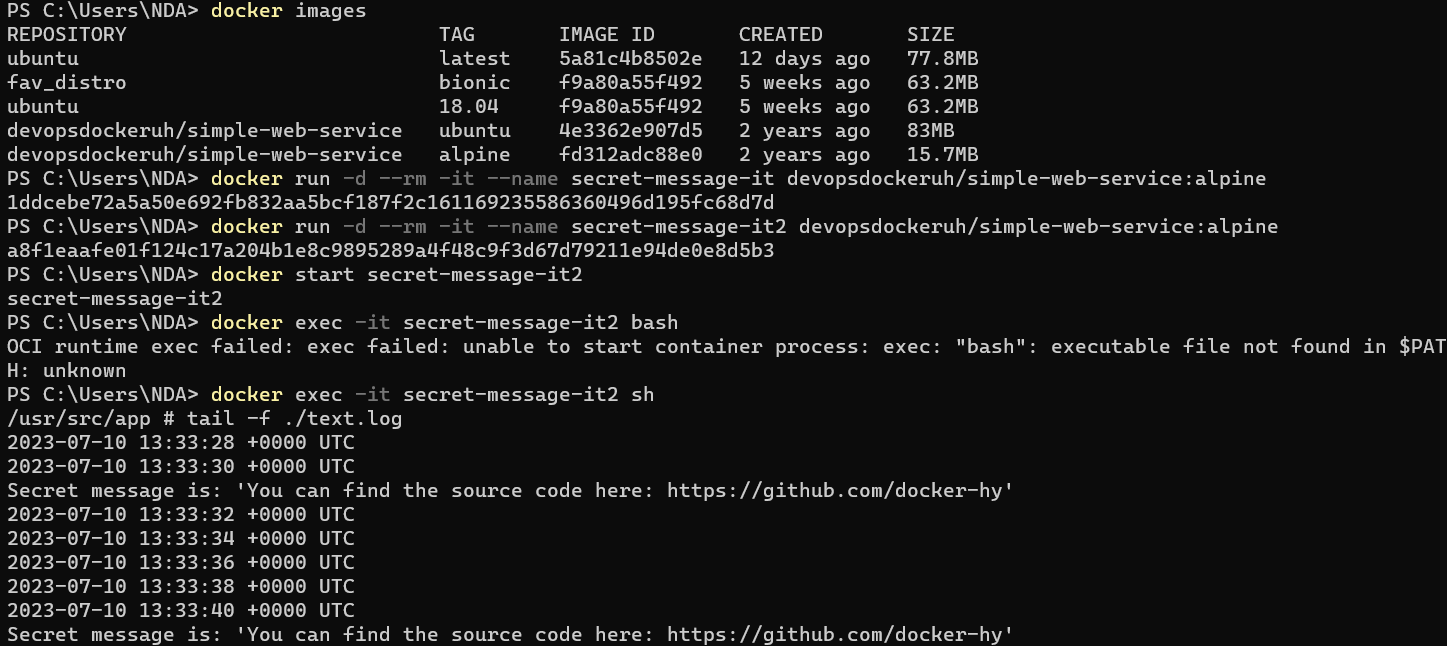 PS C:\Users\NDA> docker images
REPOSITORY                          TAG       IMAGE ID       CREATED        SIZE
ubuntu                              latest    5a81c4b8502e   12 days ago    77.8MB
fav_distro                          bionic    f9a80a55f492   5 weeks ago    63.2MB
ubuntu                              18.04     f9a80a55f492   5 weeks ago    63.2MB
devopsdockeruh/simple-web-service   ubuntu    4e3362e907d5   2 years ago    83MB
devopsdockeruh/simple-web-service   alpine    fd312adc88e0   2 years ago    15.7MB
PS C:\Users\NDA> docker run -d --rm -it --name secret-message-it devopsdockeruh/simple-web-service:alpine
1ddcebe72a5a50e692fb832aa5bcf187f2c161169235586360496d195fc68d7d
PS C:\Users\NDA> docker run -d --rm -it --name secret-message-it2 devopsdockeruh/simple-web-service:alpine
a8f1eaafe01f124c17a204b1e8c9895289a4f48c9f3d67d79211e94de0e8d5b3
PS C:\Users\NDA> docker start secret-message-it2
secret-message-it2
PS C:\Users\NDA> docker exec -it secret-message-it2 bash
OCI runtime exec failed: exec failed: unable to start container process: exec: "bash": executable file not found in $PAT
H: unknown
PS C:\Users\NDA> docker exec -it secret-message-it2 sh
/usr/src/app # tail -f ./text.log
2023-07-10 13:33:28 +0000 UTC
2023-07-10 13:33:30 +0000 UTC
Secret message is: 'You can find the source code here: https://github.com/docker-hy'
2023-07-10 13:33:32 +0000 UTC
2023-07-10 13:33:34 +0000 UTC
2023-07-10 13:33:36 +0000 UTC
2023-07-10 13:33:38 +0000 UTC
2023-07-10 13:33:40 +0000 UTC
Secret message is: 'You can find the source code here: https://github.com/docker-hy'